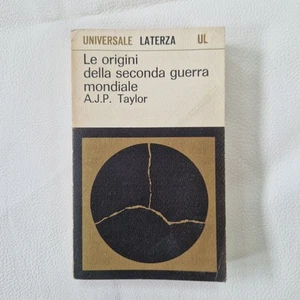 UNIVERSALE LATERZA UL
Le origini
della seconda guerra
mondiale
A.J.P. Taylor